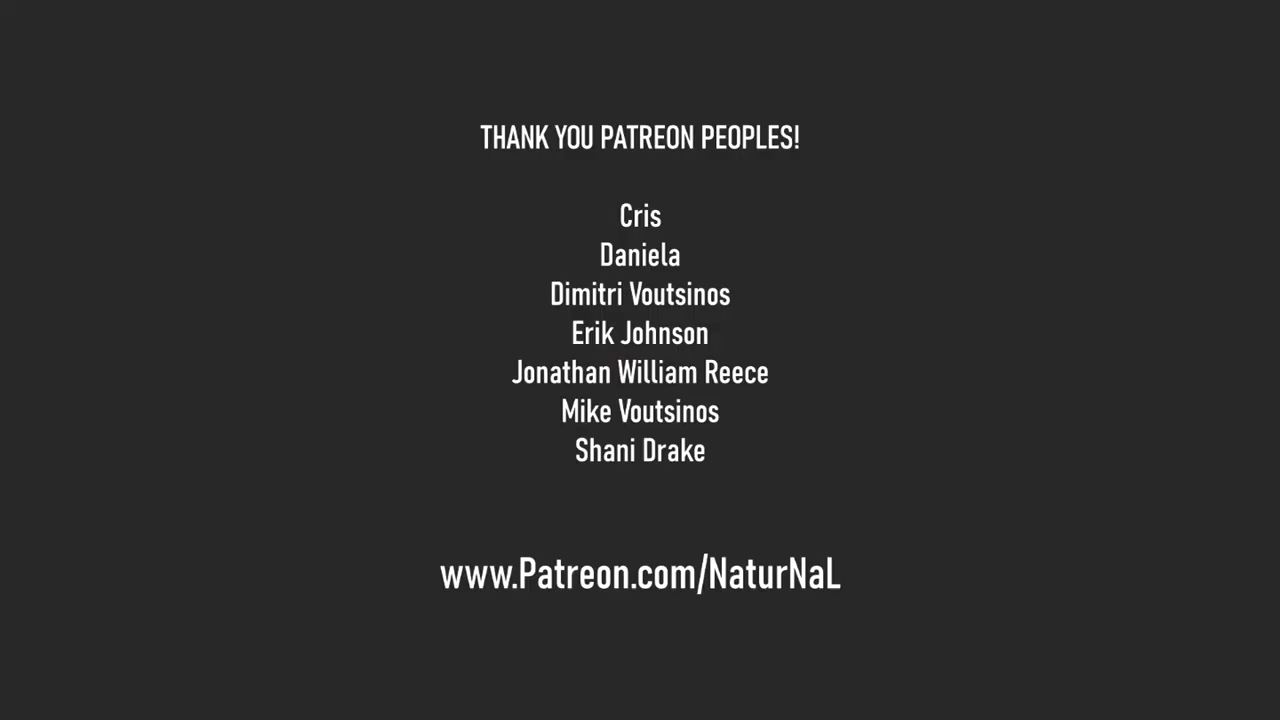 THANK YOU PATREON PEOPLES!
Cris
Daniela
Dimitri Voutsinos
Erik Johnson
Jonathan William Reece
Mike Voutsinos
Shani Drake
www.Patreon.com/NaturNaL